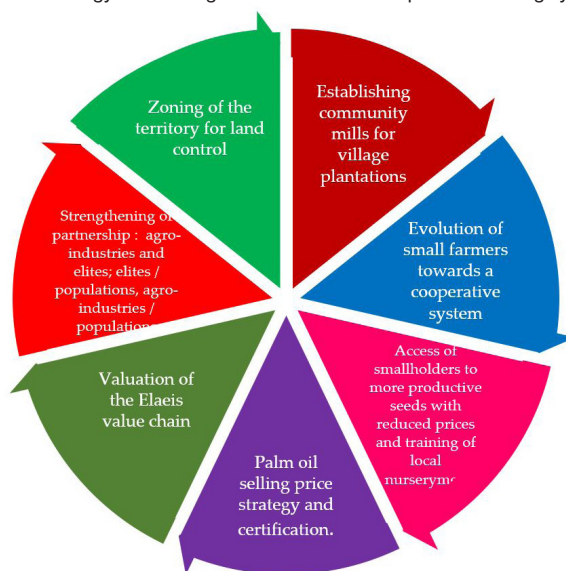 Establishing
community
mills for
village
plantations
Evolution of
small farmers
towards a
cooperative
system
Access of
smallholders to
more productive
seeds with
reduced prices
and training of
local
Palm oil
selling price
strategy and
certification.
Valuation of
the Elaeis
value chain
Strengthening of
partnership : agro-
industries and
elites; elites /
populations, agro-
industries /
populations
Zoning of the
territory for land
control